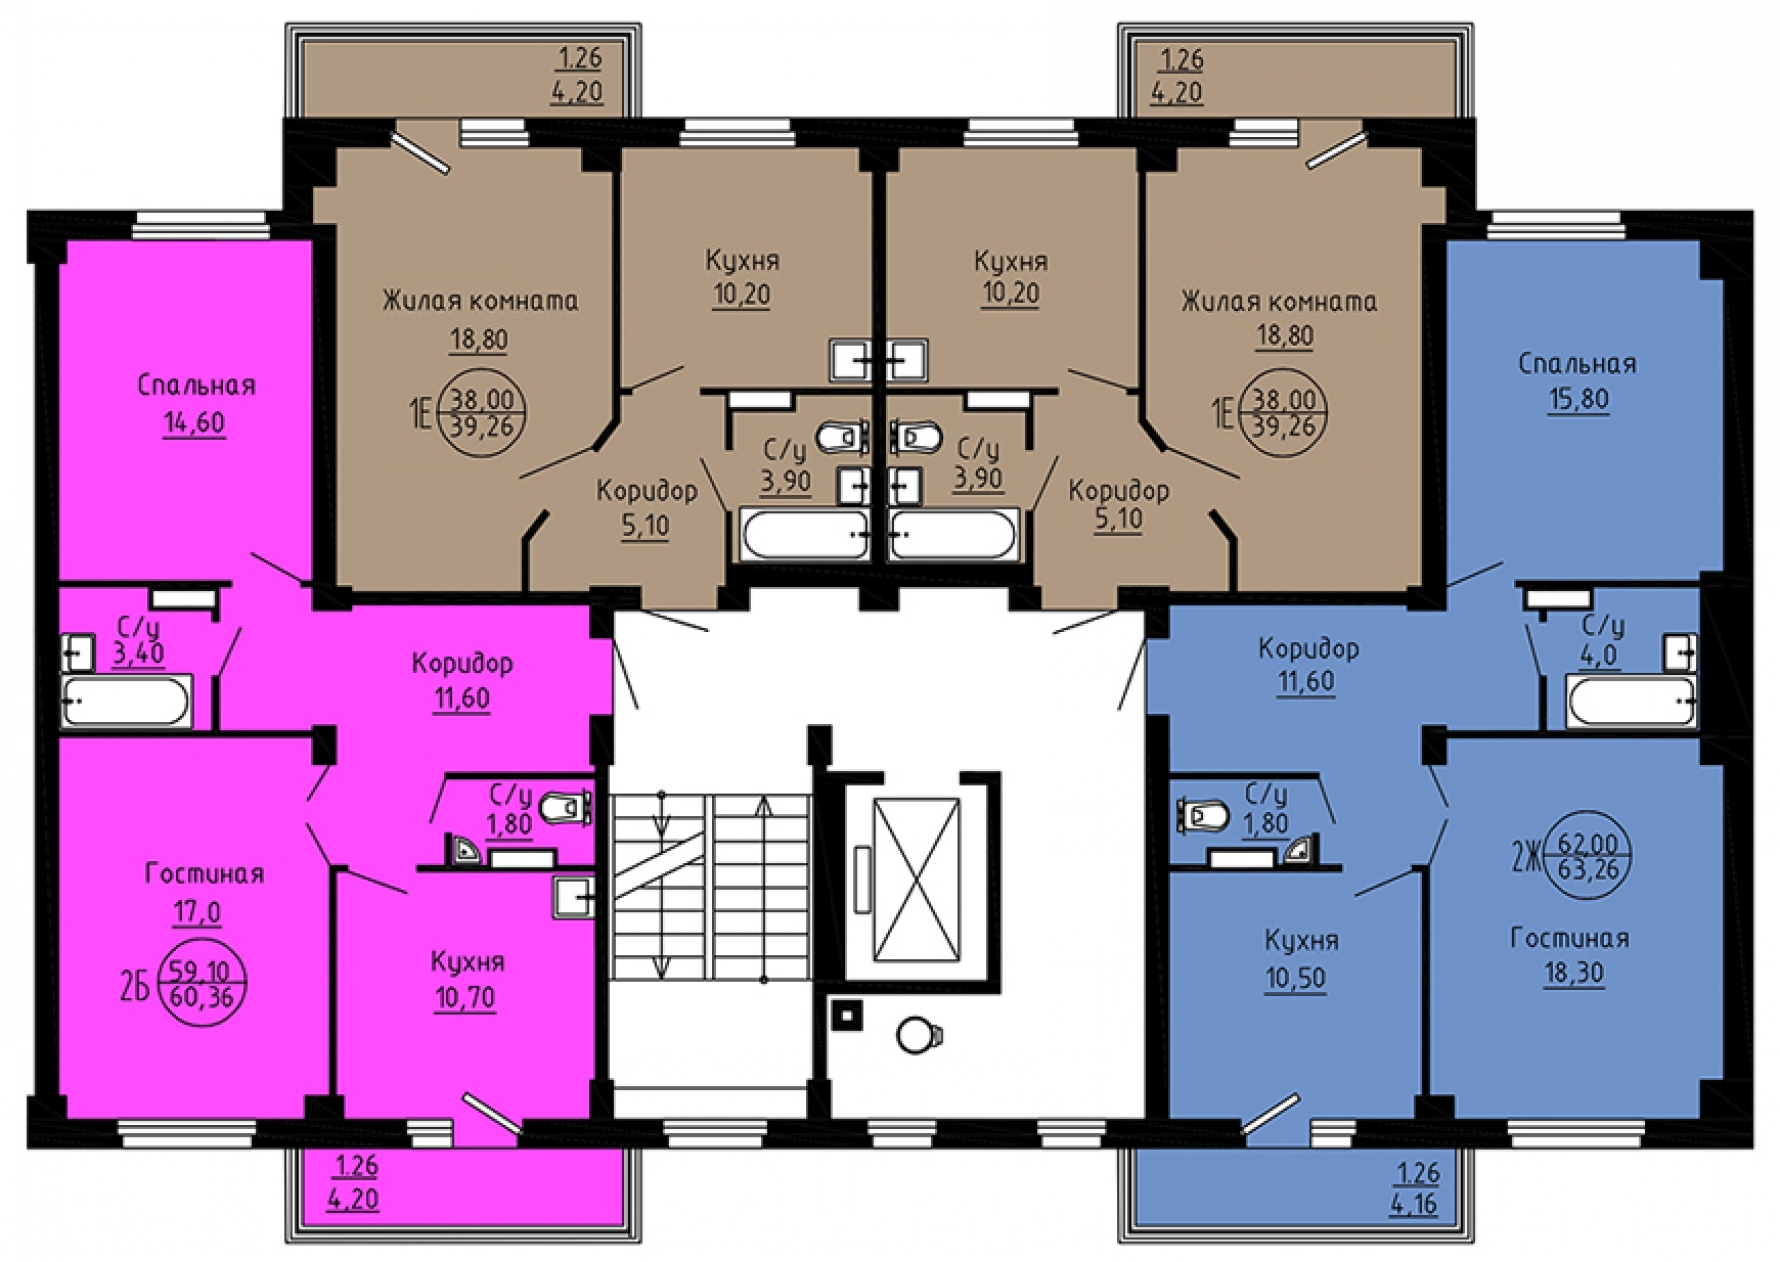 1.26
4,20
1.26
4,20
Жилая комната
18,80
1Е
38,00
39,26
Кухня
10,20
Кухня
10,20
Жилая комната
18,80
1Е
38,00
39,26
Спальная
14,60
Спальная
15,80
Коридор
5,10
С/у
3,90
С/у
3,90
Коридор
5,10
С/у
3,40
Коридор
11,60
Коридор
11,60
С/у
4,0
С/у
1,80
С/у
1,80
Гостиная
17,0
2Б
59,10
60,36
Кухня
10,70
Кухня
10,50
2Ж
62,00
63,26
Гостиная
18,30
1.26
4,20
1.26
4,16